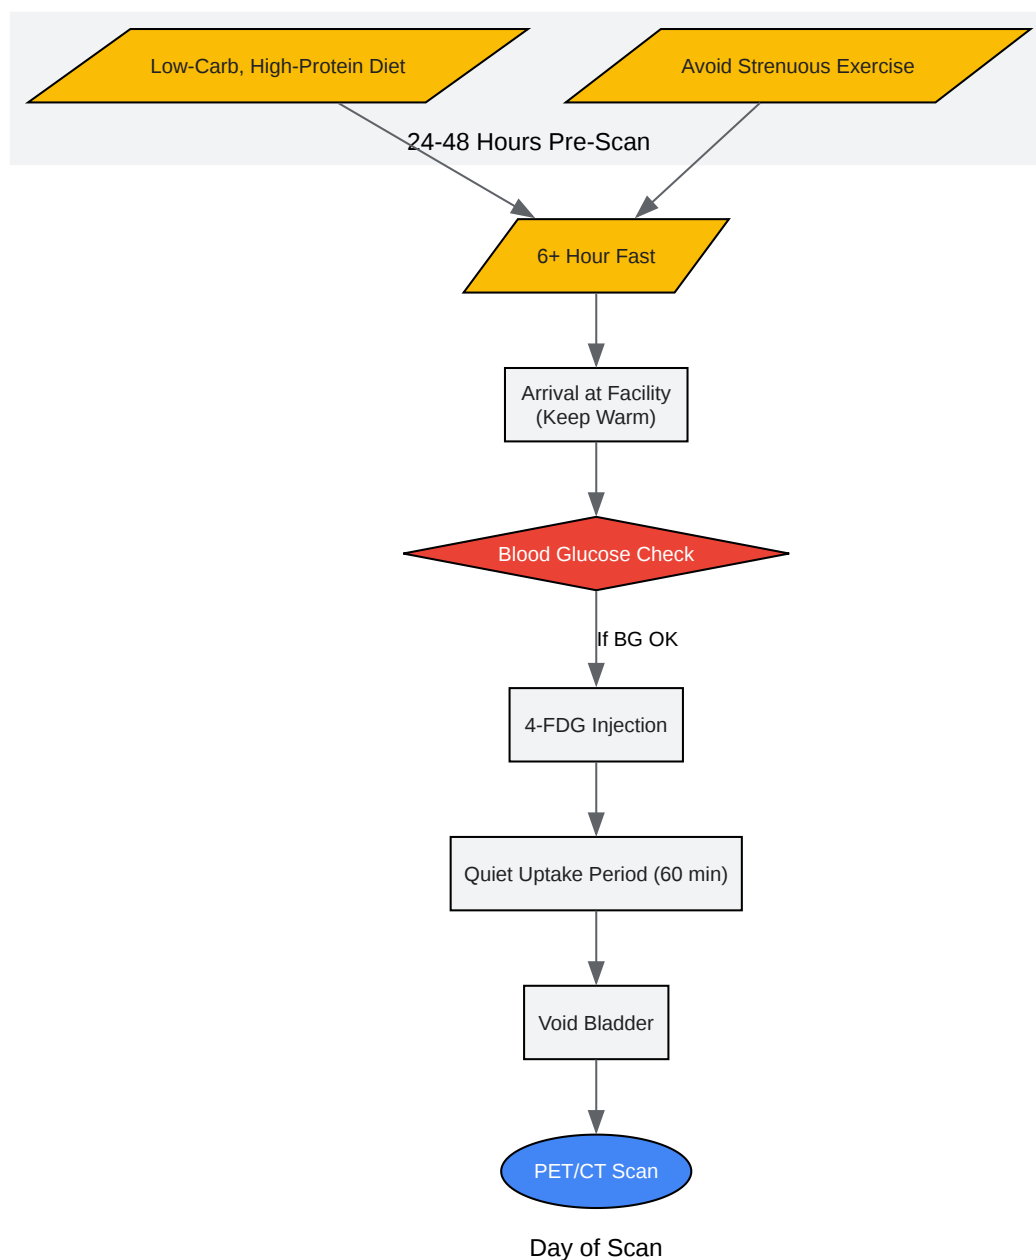 Low-Carb, High-Protein Diet
Avoid Strenuous Exercise
24-48 Hours Pre-Scan
6+ Hour Fast
Arrival at Facility
(Keep Warm)
Blood Glucose Check
If BG OK
4-FDG Injection
Quiet Uptake Period (60 min)
Void Bladder
PET/CT Scan
Day of Scan